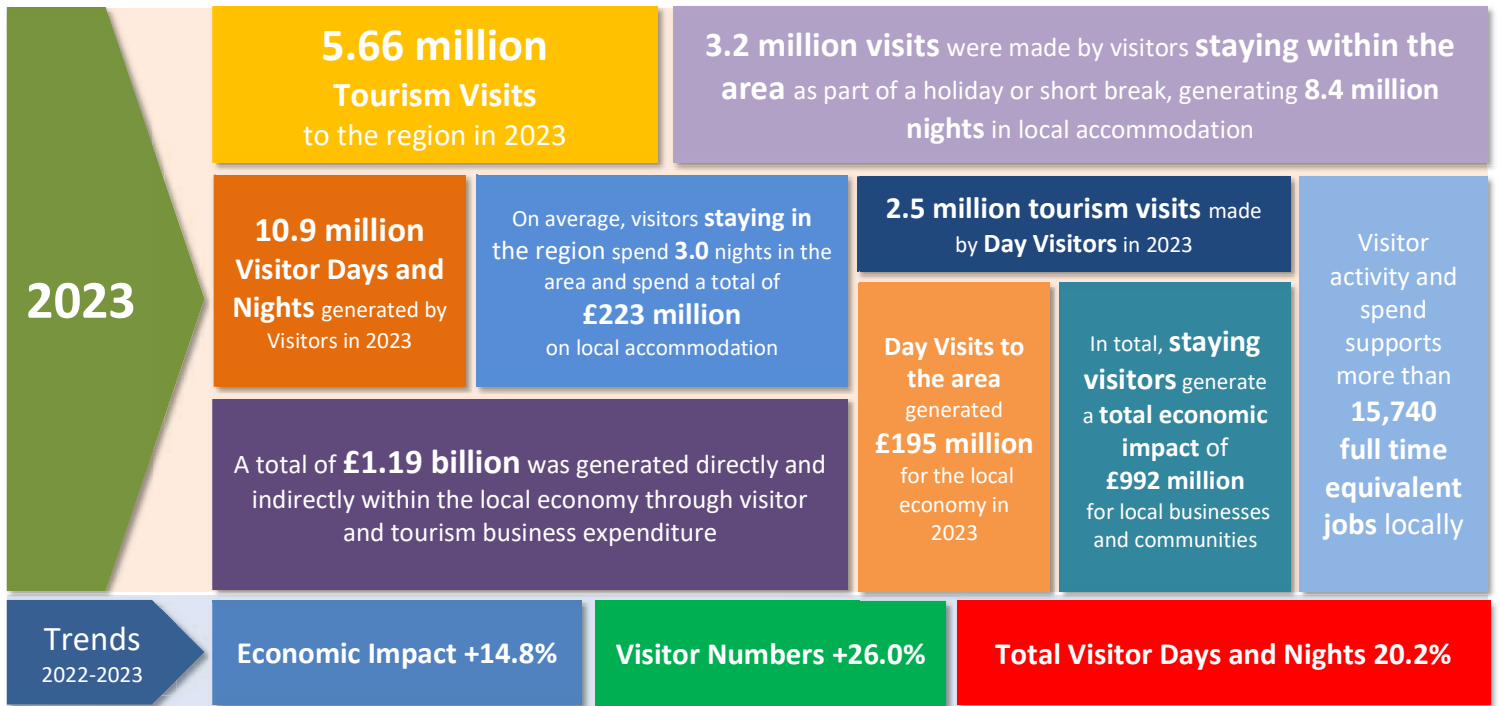 2023
5.66 million
Tourism Visits
to the region in 2023
3.2 million visits were made by visitors staying within the
area as part of a holiday or short break, generating 8.4 million
nights in local accommodation
10.9 million
Visitor Days and
Nights generated by
Visitors in 2023
On average, visitors staying in
the region spend 3.0 nights in the
area and spend a total of
£223 million
on local accommodation
2.5 million tourism visits made
by Day Visitors in 2023
Day Visits to
the area
generated
£195 million
for the local
economy in
2023
In total, staying
visitors generate
a total economic
impact of
£992 million
for local businesses
and communities
Visitor
activity and
spend
supports
more than
15,740
full time
equivalent
jobs locally
A total of £1.19 billion was generated directly and
indirectly within the local economy through visitor
and tourism business expenditure
Trends
2022-2023
Economic Impact +14.8%
Visitor Numbers +26.0%
Total Visitor Days and Nights 20.2%